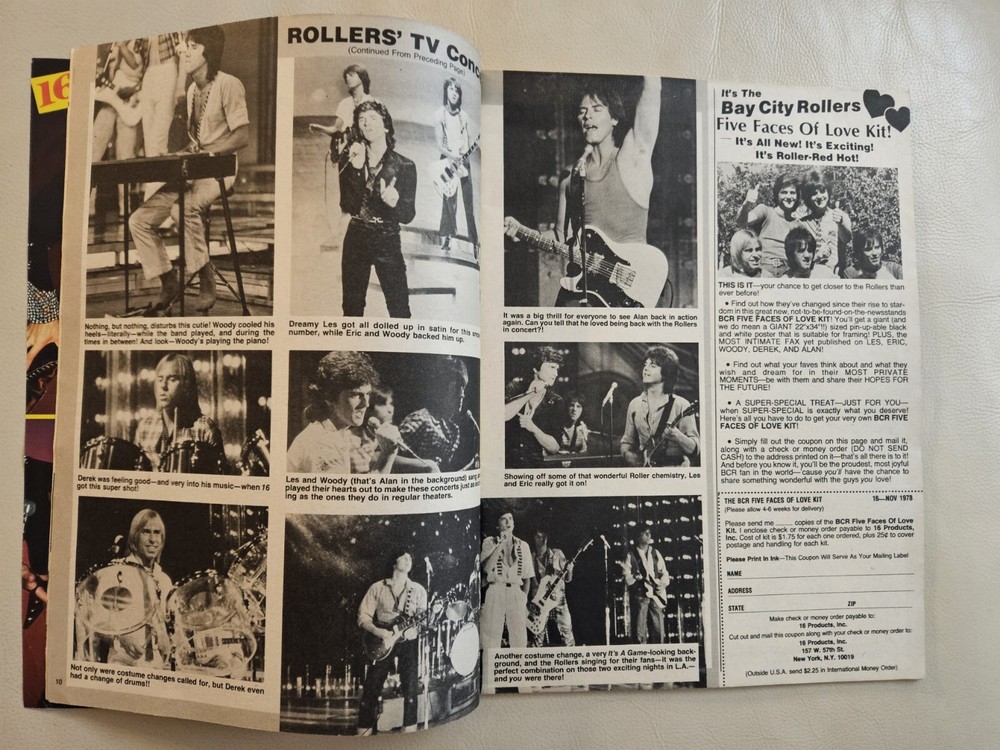 16
ROLLERS' TV Conc
(Continued From Preceding Page)
Nothing, but nothing, disturbs this cutie! Woody cooled his
heels—literally—while the band played, and during the
times in between! And look—Woody's playing the piano!
Dreamy Les got all dolled up in satin for this
number, while Eric and Woody backed him up.
Derek was feeling good—and very into his music—when 16
got this super shot!
Les and Woody (that's Alan in the background) sang
played their hearts out to make these concerts just as
ing as the ones they do in regular theaters.
Not only were costume changes called for, but Derek even
had a change of drums!!
10
It was a big thrill for everyone to see Alan back in action
again. Can you tell that he loved being back with the Rollers
in concert?!
Showing off some of that wonderful Roller chemistry, Les
and Eric really got it on!
Another costume change, a very It's A Game-looking back-
ground, and the Rollers singing for their fans—it was the
perfect combination on those two exciting nights in L.A.—
and you were there!
It's The
Bay City Rollers
Five Faces Of Love Kit!
It's All New! It's Exciting!
It's Roller-Red Hot!
THIS IT—your chance to get closer to the Rollers than
ever before!
• Find out how they've changed since their rise to star-
dom in this great new, not-to-be-found-on-the-newsstands
BCR FIVE FACES OF LOVE KIT! You'll get a giant (and
we do mean a GIANT 22"x34"!!) sized pin-up-able black
and white poster that is suitable for framing! PLUS, the
MOST INTIMATE FAX yet published on LES, ERIC,
WOODY, DEREK, AND ALAN!
• Find out what your faves think about and what they
wish and dream for in their MOST PRIVATE
MOMENTS—be with them and share their HOPES FOR
THE FUTURE!
• A SUPER-SPECIAL TREAT—JUST FOR YOU—
when SUPER-SPECIAL is exactly what you deserve!
Here's all you have to do to get your very own BCR FIVE
FACES OF LOVE KIT!
• Simply fill out the coupon on this page and mail it,
along with a check or money order (DO NOT SEND
CASH) to the address printed on it—that's all there is to it!
And before you know it, you'll be the proudest, most joyful
BCR fan in the world—cause you'll have the chance to
share something wonderful with the guys you love!
THE BCR FIVE FACES OF LOVE KIT 16—NOV 1978
(Please allow 4-6 weeks for delivery)
Please send me ____ copies of the BCR Five Faces Of Love
Kit. I enclose check or money order payable to 16 Products,
Inc. Cost of kit is $1.75 for each one ordered, plus 25¢ to cover
postage and handling for each kit.
Please Print In Ink—This Coupon Will Serve As Your Mailing Label
NAME
ADDRESS
STATE ZIP
Make check or money order payable to:
16 Products, Inc.
Cut out and mail this coupon along with your check or money order to:
16 Products, Inc.
157 W. 57th St.
New York, N.Y. 10019
(Outside U.S.A. send $2.25 in International Money Order)